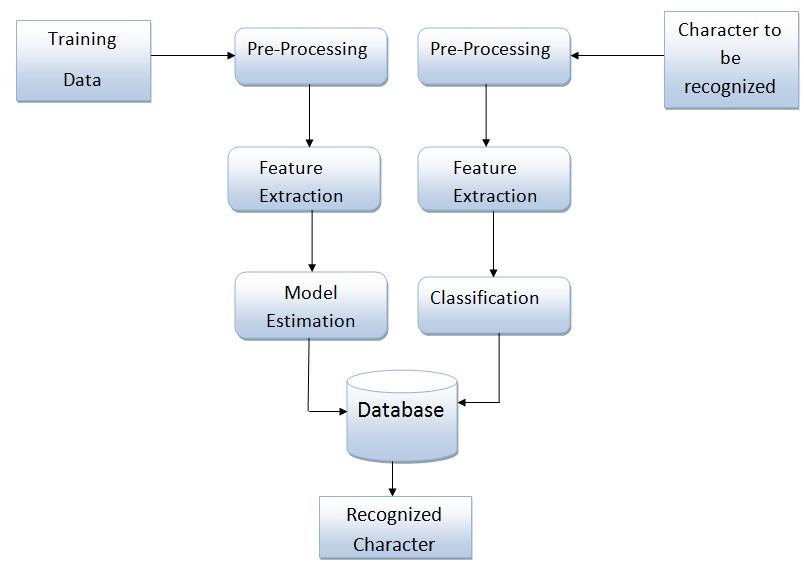 Training
Data
Pre-Processing
Pre-Processing
Character to
be
recognized
Feature
Extraction
Feature
Extraction
Model
Estimation
Classification
Database
Recognized
Character